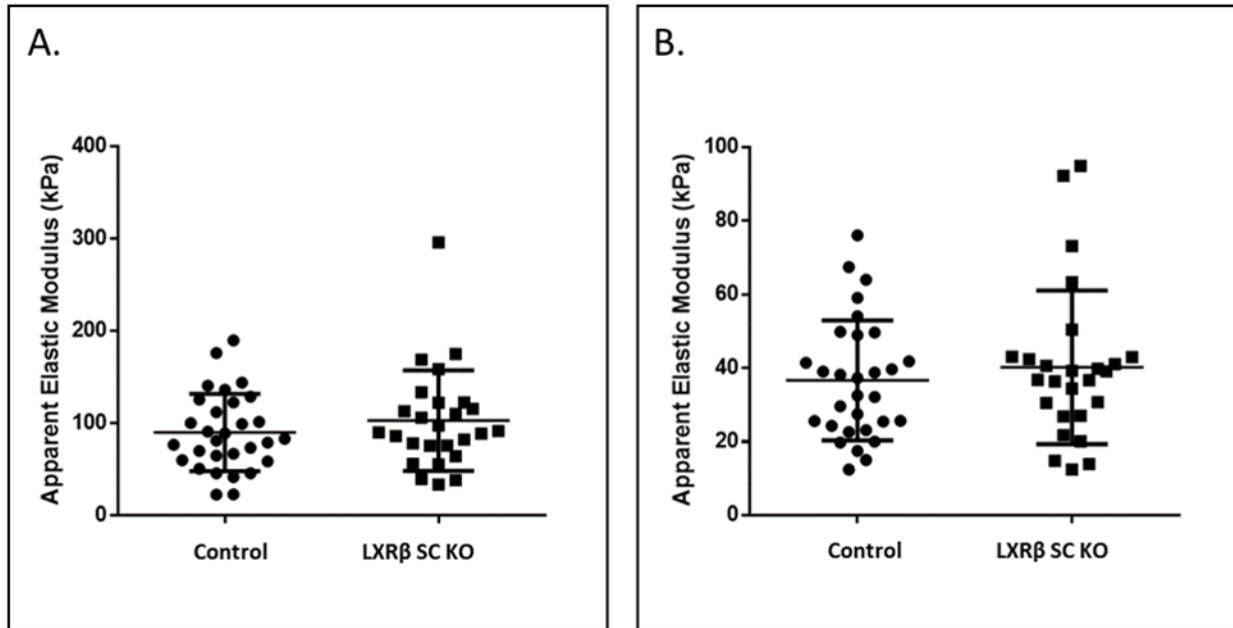 A.
Apparent Elastic Modulus (kPa)
400
300
200
100
0
Control
LXRβ SC KO
B.
Apparent Elastic Modulus (kPa)
100
80
60
40
20
0
Control
LXRβ SC KO